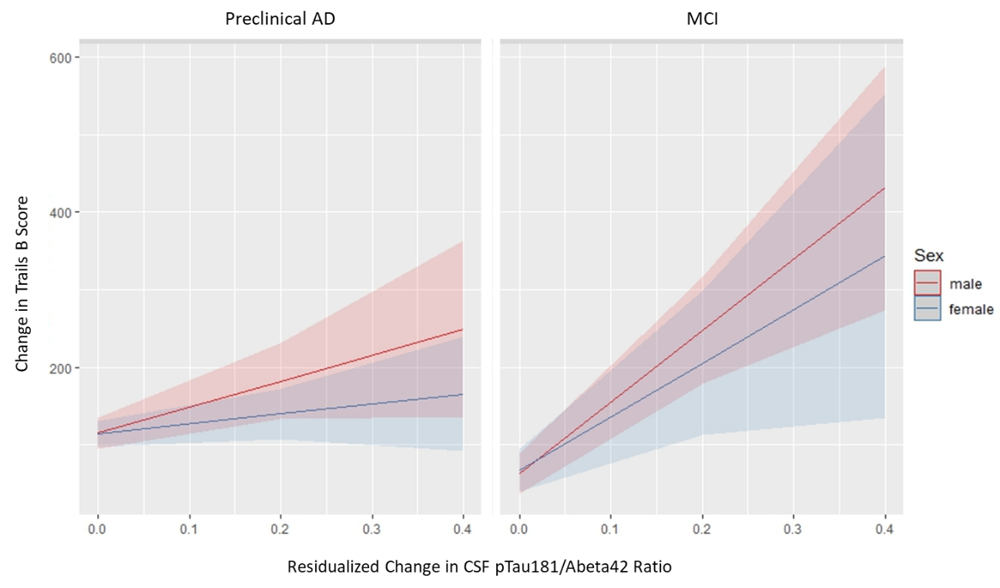 Preclinical AD
MCI
600
400
200
Change in Trails B Score
0.0 0.1 0.2 0.3 0.4
0.0 0.1 0.2 0.3 0.4
Residualized Change in CSF pTau181/Abeta42 Ratio
Sex
male
female